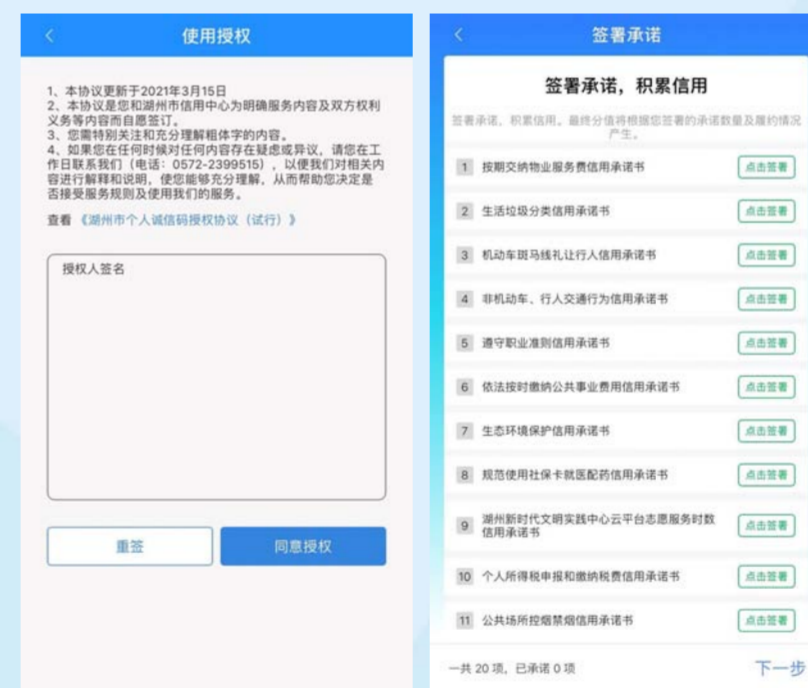 使用授权
1、本协议更新于2021年3月15日
2、本协议是您和湖州市信用中心为明确服务内容及双方权利
义务等内容而自愿签订。
3、您需特别关注和充分理解粗体字的内容。
4、如果您在任何时候对任何内容存在疑虑或异议，请您在工
作日联系我们（电话：0572-2399515），以便我们对相关内
容进行解释和说明，使您能够充分理解，从而帮助您决定是
否接受服务规则及使用我们的服务。
查看《湖州市个人诚信码授权协议（试行）》
授权人签名
重签
同意授权
签署承诺
签署承诺，积累信用
签署承诺，积累信用。最终分值将根据您签署的承诺数量及履约情况
产生。
1 按期交纳物业服务费信用承诺书 点击签署
2 生活垃圾分类信用承诺书 点击签署
3 机动车斑马线礼让行人信用承诺书 点击签署
4 非机动车、行人交通行为信用承诺书 点击签署
5 遵守职业准则信用承诺书 点击签署
6 依法按时缴纳公共事业费用信用承诺书 点击签署
7 生态环境保护信用承诺书 点击签署
8 规范使用社保卡就医配药信用承诺书 点击签署
9 湖州新时代文明实践中心云平台志愿服务时数
信用承诺书 点击签署
10 个人所得税申报和缴纳税费信用承诺书 点击签署
11 公共场所控烟禁烟信用承诺书 点击签署
一共 20 项，已承诺 0 项
下一步